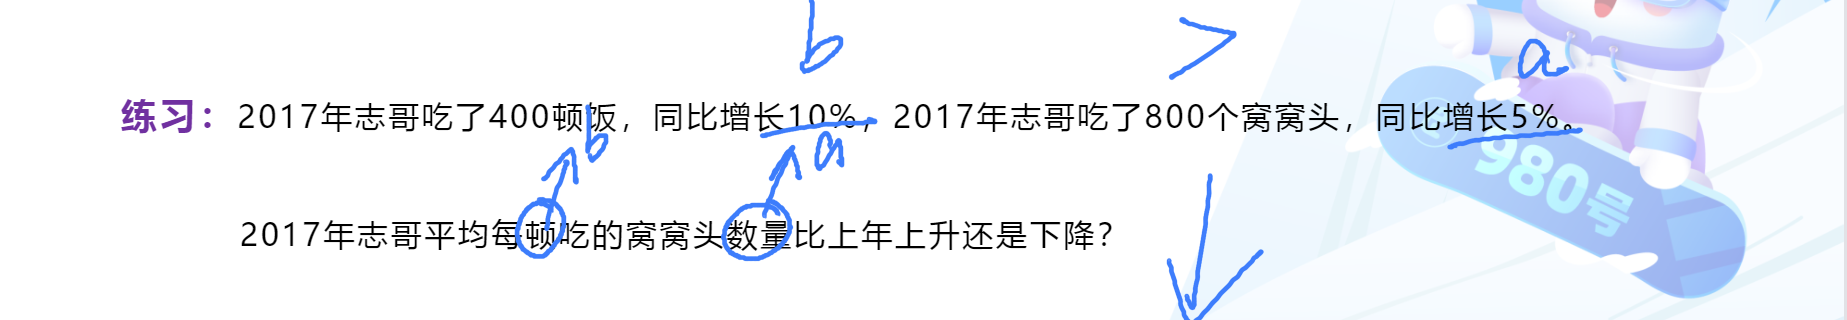 b >
a
练习：2017年志哥吃了400顿饭，同比增长10%，2017年志哥吃了800个窝窝头，同比增长5%。
b a
980号
2017年志哥平均每顿吃的窝窝头数量比上年上升还是下降？